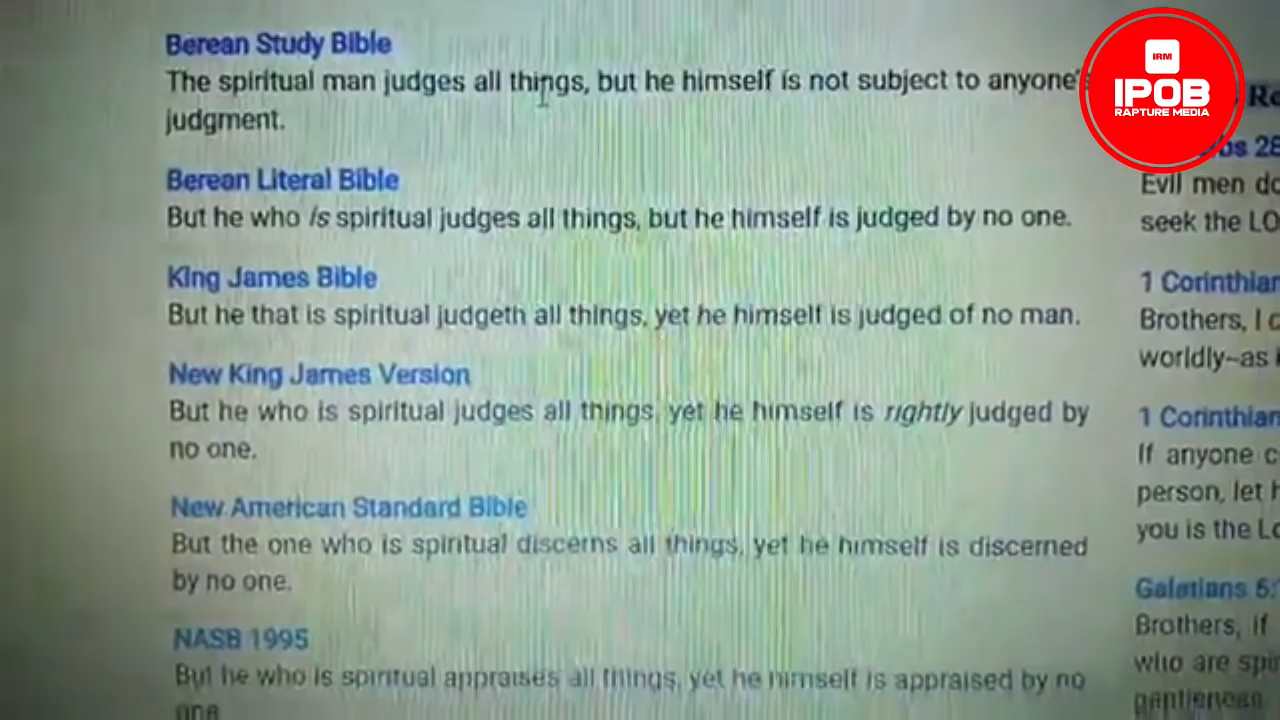 Berean Study Bible
The spiritual man judges all things, but he himself is not subject to anyone's
judgment.
Berean Literal Bible
But he who is spiritual judges all things, but he himself is judged by no one.
King James Bible
But he that is spiritual judgeth all things, yet he himself is judged of no man.
New King James Version
But he who is spiritual judges all things, yet he himself is rightly judged by
no one.
New American Standard Bible
But the one who is spiritual discerns all things, yet he himself is discerned
by no one.
NASB 1995
But he who is spiritual appraises all things, yet he himself is appraised by no
one
IRM
IPOB
RAPTURE MEDIA
28
Evil men do
seek the LO
1 Corinthian
Brothers, I c
worldly–as
1 Corinthian
If anyone c
person, let h
you is the Lo
Galatians 6:
Brothers, if
who are spir
gentleness